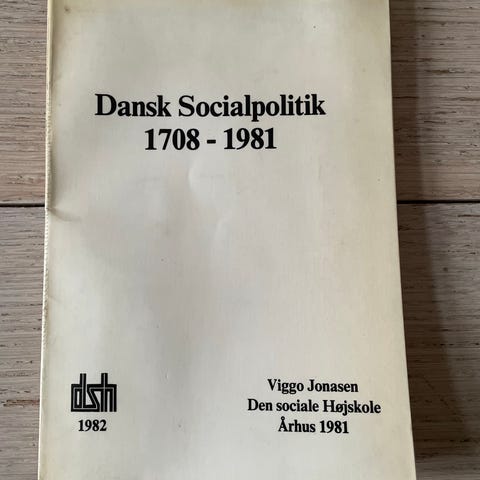 Dansk Socialpolitik
1708 - 1981
dsh
1982
Viggo Jonasen
Den sociale Højskole
Århus 1981